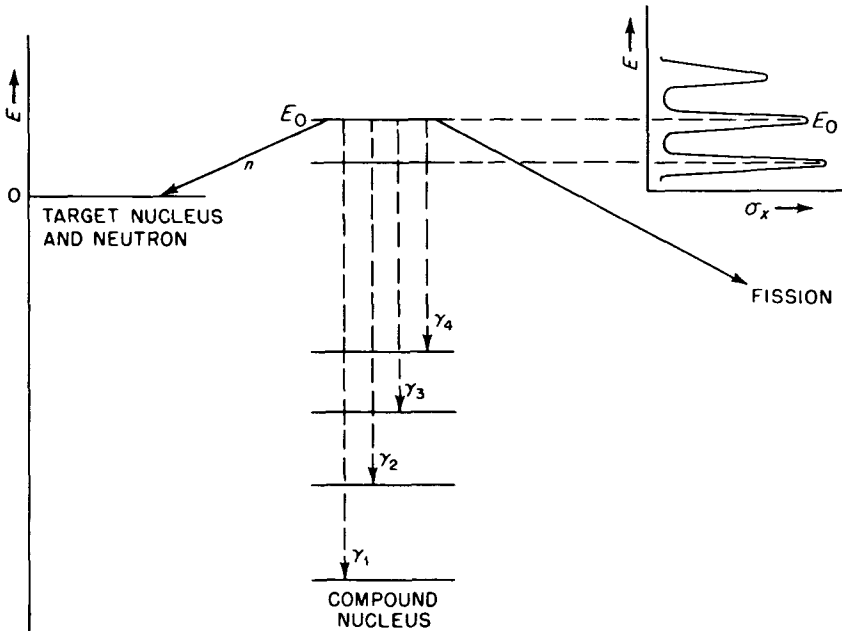 E
E
E₀
E₀
n
0
σₓ
TARGET NUCLEUS
AND NEUTRON
FISSION
γ₄
γ₃
γ₂
γ₁
COMPOUND
NUCLEUS